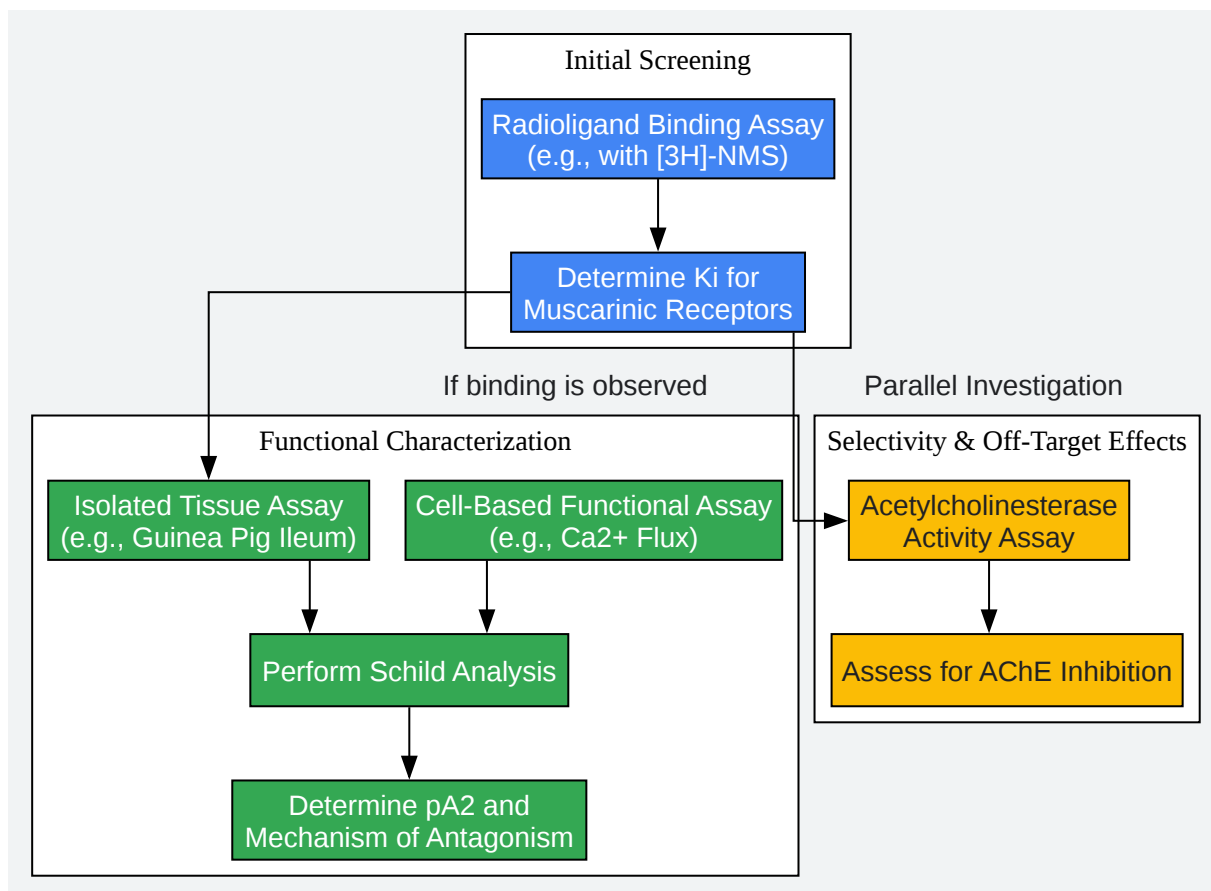 Initial Screening
Radioligand Binding Assay
(e.g., with [3H]-NMS)
Determine Ki for
Muscarinic Receptors
If binding is observed
Parallel Investigation
Functional Characterization
Isolated Tissue Assay
(e.g., Guinea Pig Ileum)
Cell-Based Functional Assay
(e.g., Ca2+ Flux)
Perform Schild Analysis
Determine pA2 and
Mechanism of Antagonism
Selectivity & Off-Target Effects
Acetylcholinesterase
Activity Assay
Assess for AChE Inhibition